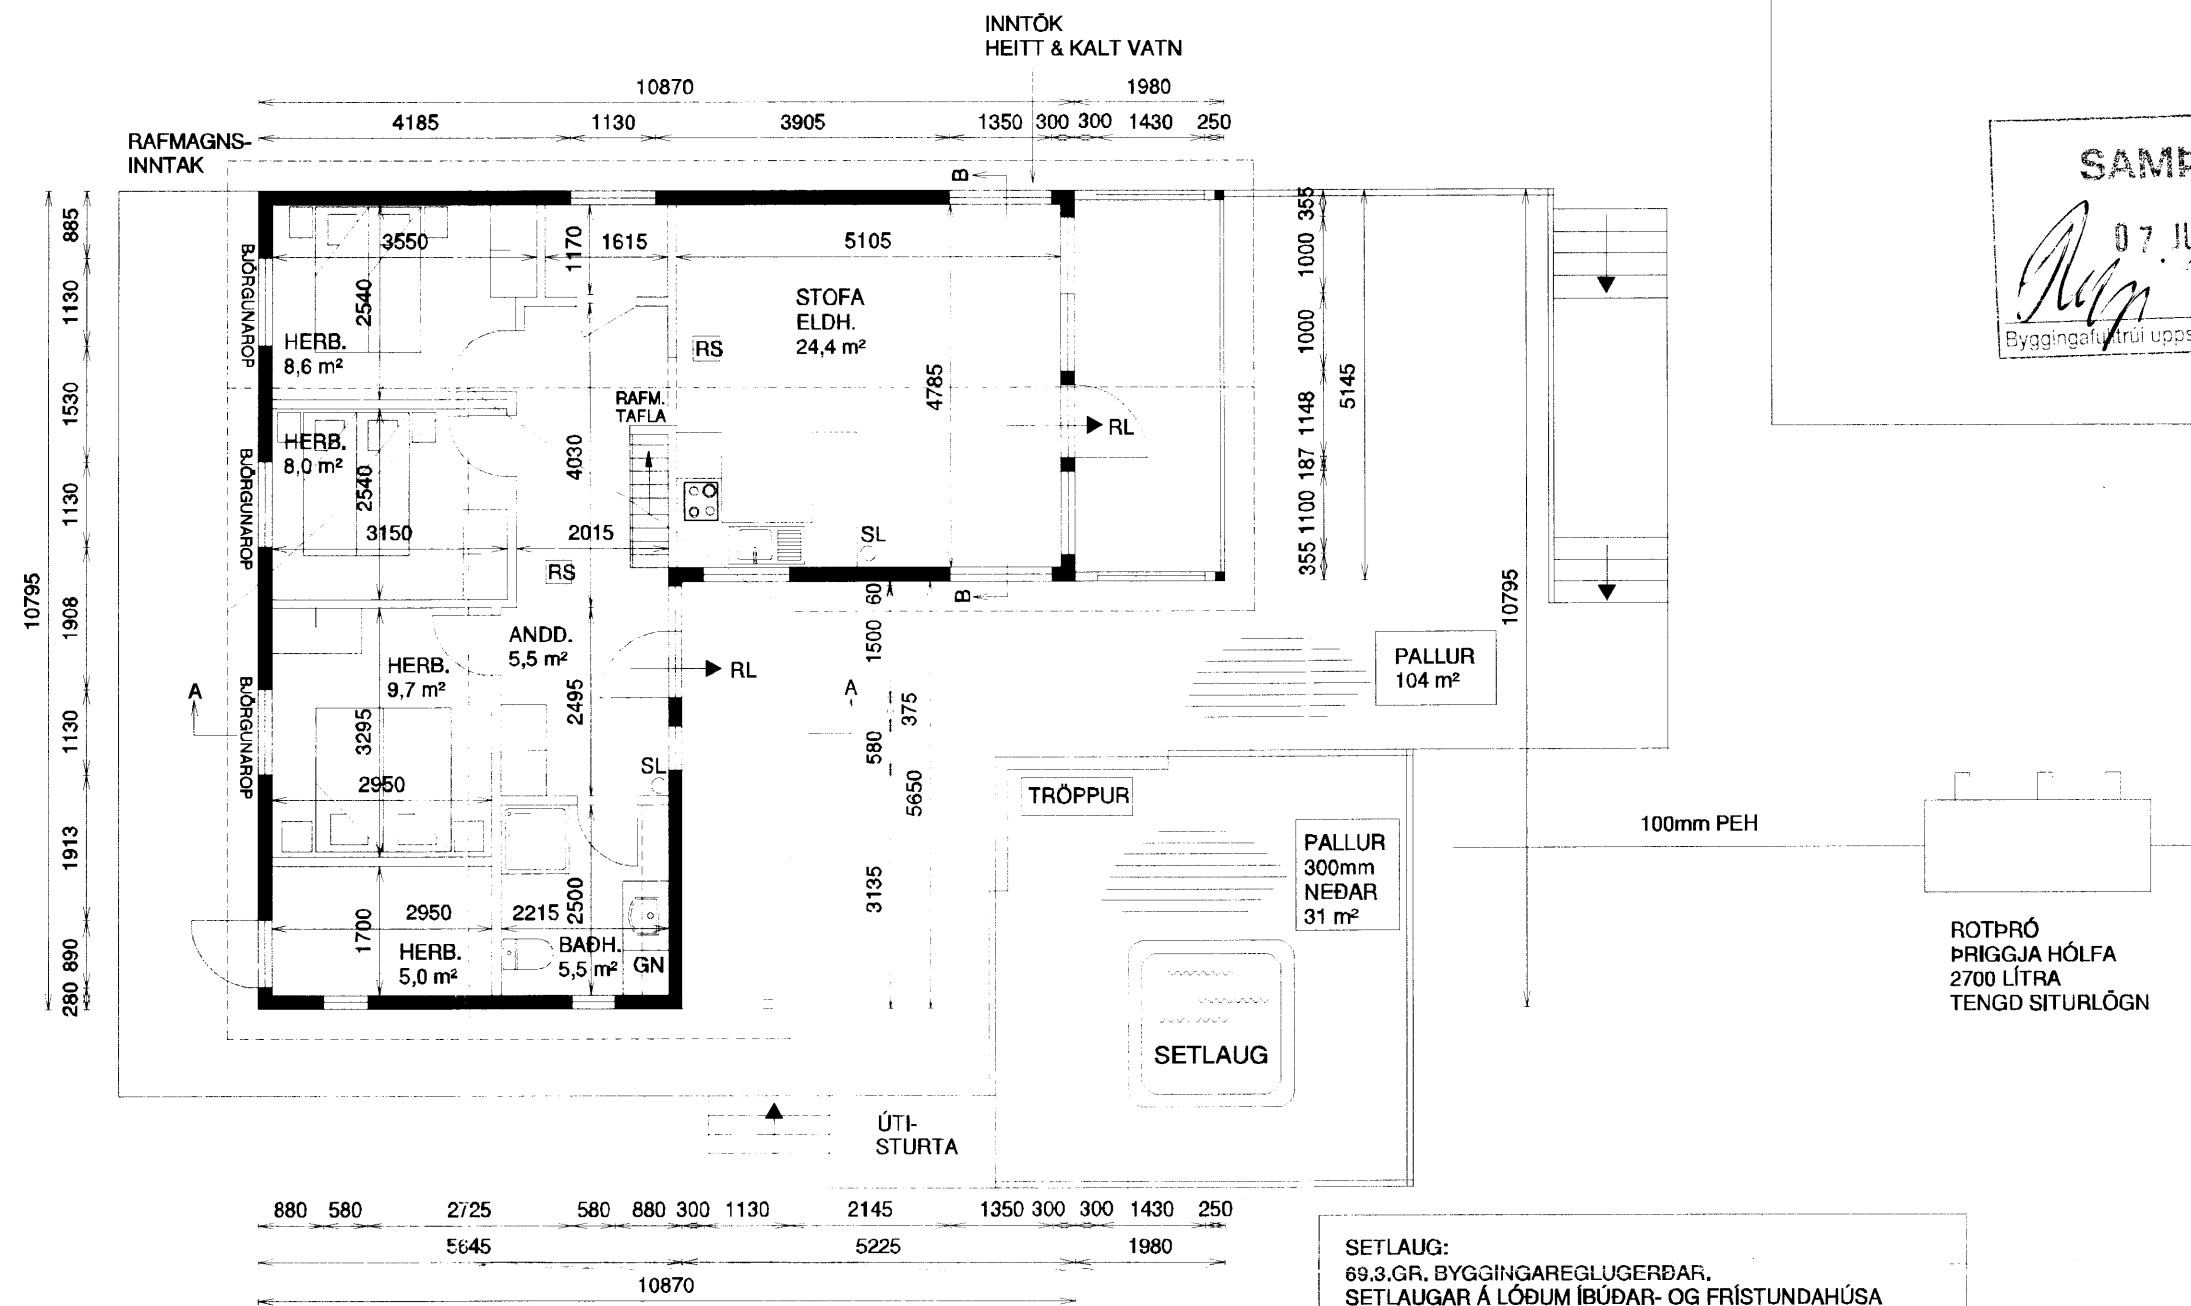 INNTÖK
HEITT & KALT VATN
10870
1980
4185
1130
3905
1350
300
300
1430
250
RAFMAGNS-
INNTAK
B
885
1130
1530
1130
1908
1130
1913
890
280
10795
BJÖRGUNAROP
BJÖRGUNAROP
BJÖRGUNAROP
3550
1170
1615
5105
2540
HERB.
8,6 m²
STOFA
ELDH.
24,4 m²
RS
RAFM.
TAFLA
4785
HERB.
8,0 m²
2540
4030
3150
2015
RS
SL
RL
B
355
1000
1000
1148
187
1100
355
5145
10795
ANDD.
5,5 m²
HERB.
9,7 m²
RL
A
A
3295
2495
2950
SL
60
1500
375
580
5650
3135
PALLUR
104 m²
TRÖPPUR
PALLUR
300mm
NEÐAR
31 m²
1700
2950
2215
2500
HERB.
5,0 m²
BAÐH.
5,5 m²
GN
SETLAUG
100mm PEH
ROTÞRÓ
ÞRIGGJA HÓLFA
2700 LÍTRA
TENGD SITURLÖGN
ÚTI-
STURTA
880
580
2725
580
880
300
1130
2145
1350
300
300
1430
250
5645
5225
1980
10870
SETLAUG:
69.3.GR. BYGGINGAREGLUGERÐAR.
SETLAUGAR Á LÓÐUM ÍBÚÐAR- OG FRÍSTUNDAHÚSA
SAMÞ
07. JÚ
Byggingafulltrúi upps